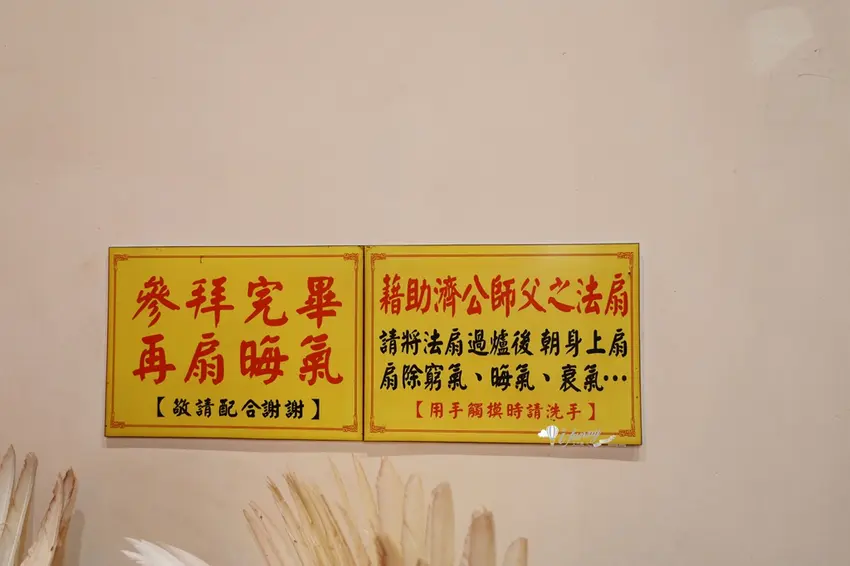 參拜完畢
再扇晦氣
【敬請配合謝謝】
藉助濟公師父之法扇
請將法扇過爐後朝身上扇
扇除窮氣、晦氣、衰氣…
【用手觸摸時請洗手】